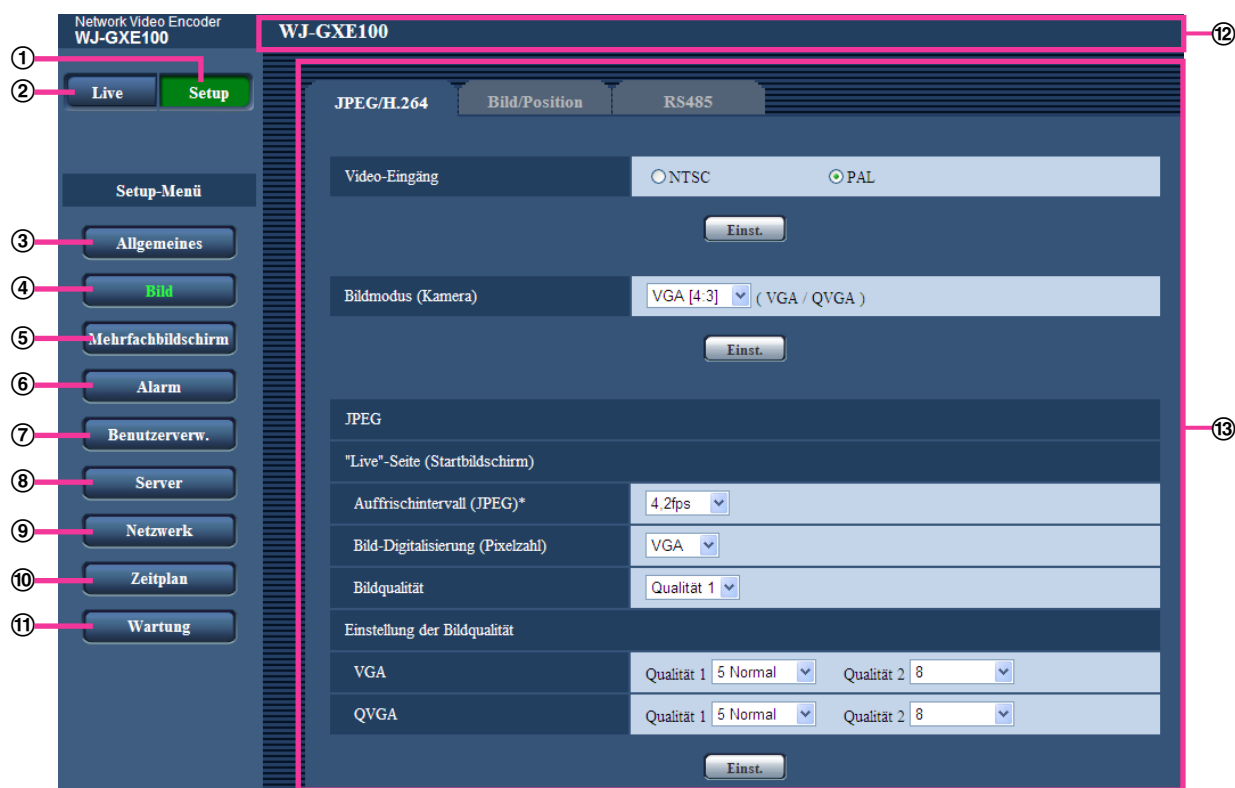 Network Video Encoder
WJ-GXE100
WJ-GXE100
⑫
①
②
Live Setup
JPEG/H.264 Bild/Position RS485
Setup-Menü
Video-Eingäng NTSC PAL
Einst.
③ Allgemeines
④ Bild
Bildmodus (Kamera) VGA [4:3] ( VGA / QVGA )
⑤ Mehrfachbildschirm
Einst.
⑥ Alarm
JPEG
⑬
⑦ Benutzerverw.
"Live"-Seite (Startbildschirm)
⑧ Server
Auffrischintervall (JPEG)* 4,2fps
⑨ Netzwerk
Bild-Digitalisierung (Pixelzahl) VGA
⑩ Zeitplan
Bildqualität Qualität 1
⑪ Wartung
Einstellung der Bildqualität
VGA Qualität 1 5 Normal Qualität 2 8
QVGA Qualität 1 5 Normal Qualität 2 8
Einst.